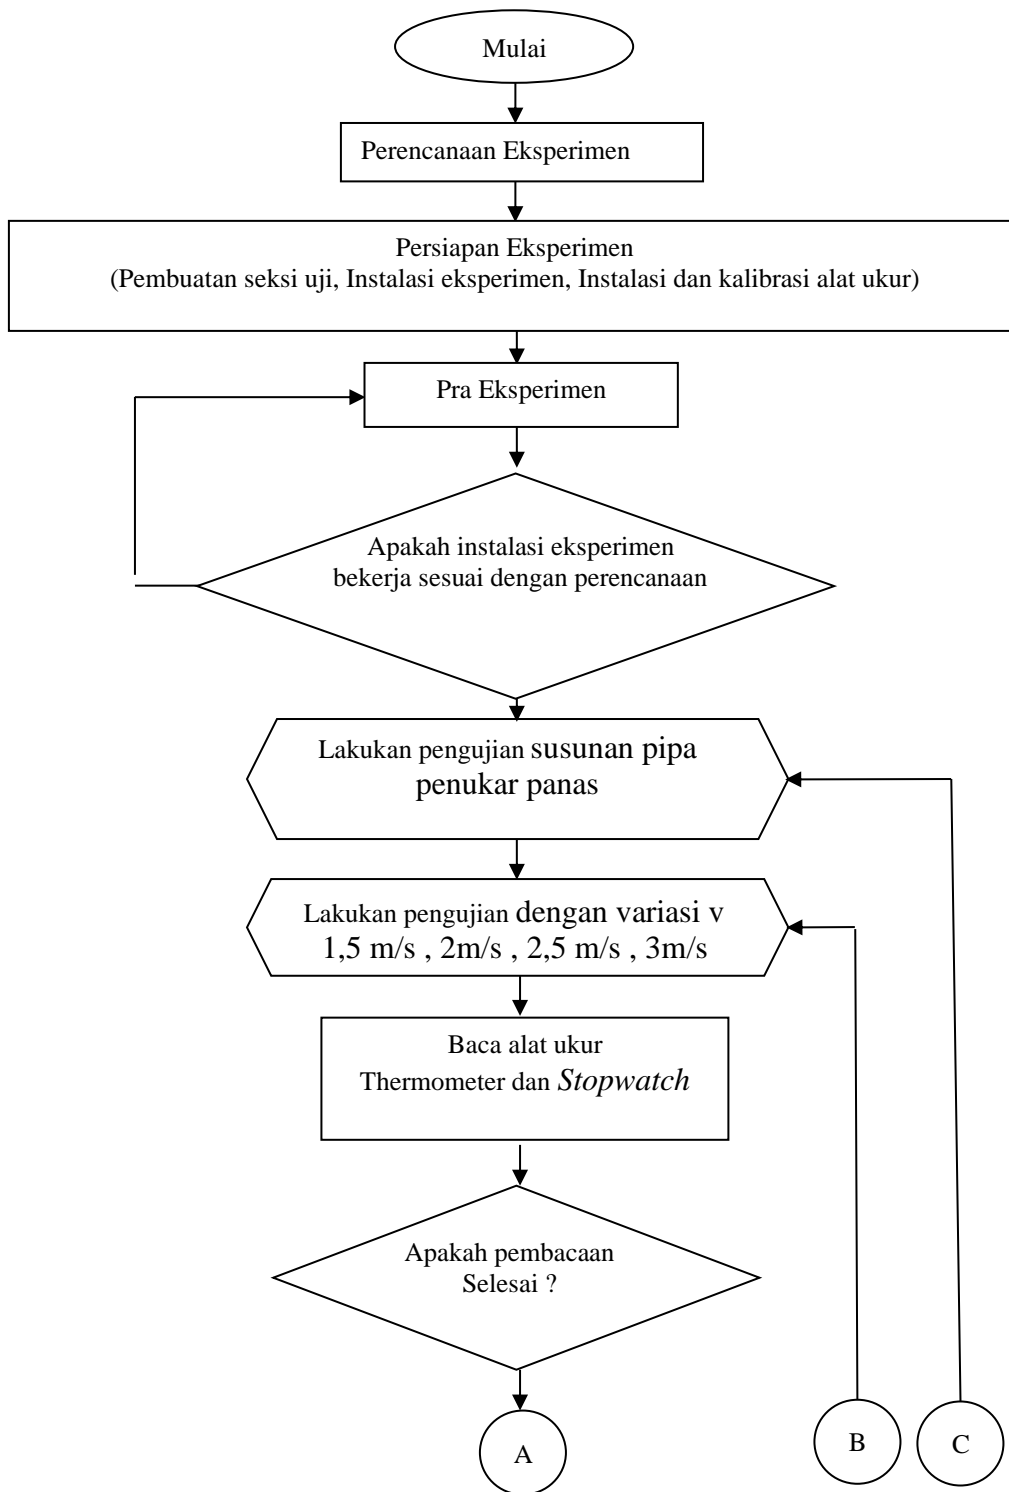 Mulai
Perencanaan Eksperimen
Persiapan Eksperimen
(Pembuatan seksi uji, Instalasi eksperimen, Instalasi dan kalibrasi alat ukur)
Pra Eksperimen
Apakah instalasi eksperimen
bekerja sesuai dengan perencanaan
Lakukan pengujian susunan pipa
penukar panas
Lakukan pengujian dengan variasi v
1,5 m/s , 2m/s , 2,5 m/s , 3m/s
Baca alat ukur
Thermometer dan Stopwatch
Apakah pembacaan
Selesai ?
A
B
C